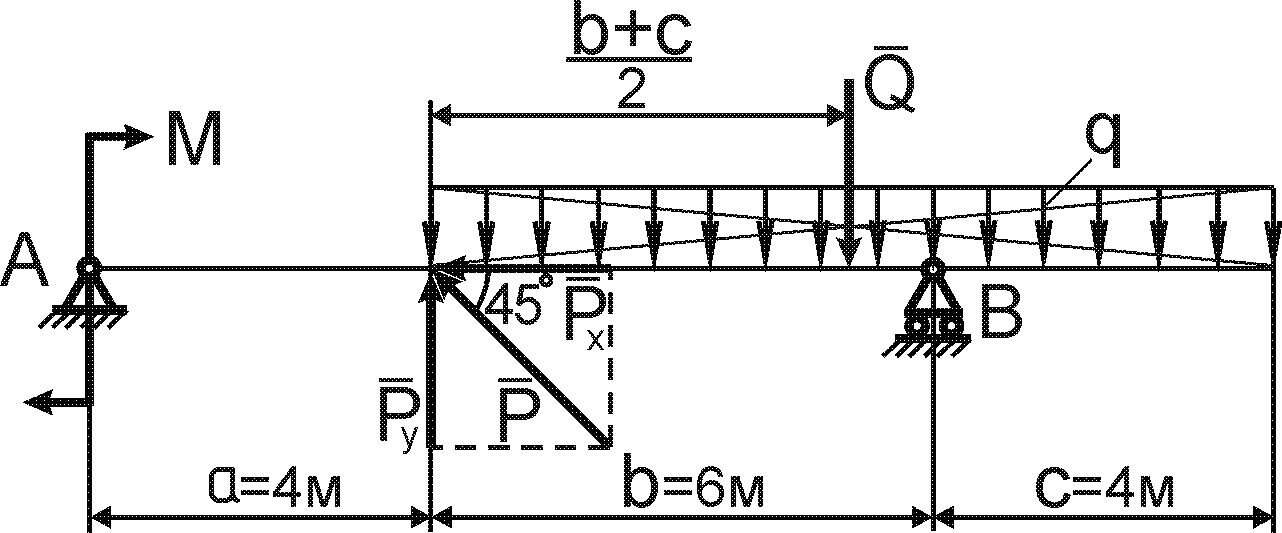 b+c
2
Q̅
M
q
A
45°
P̅x
B
P̅y
P̅
a=4м
b=6м
c=4м